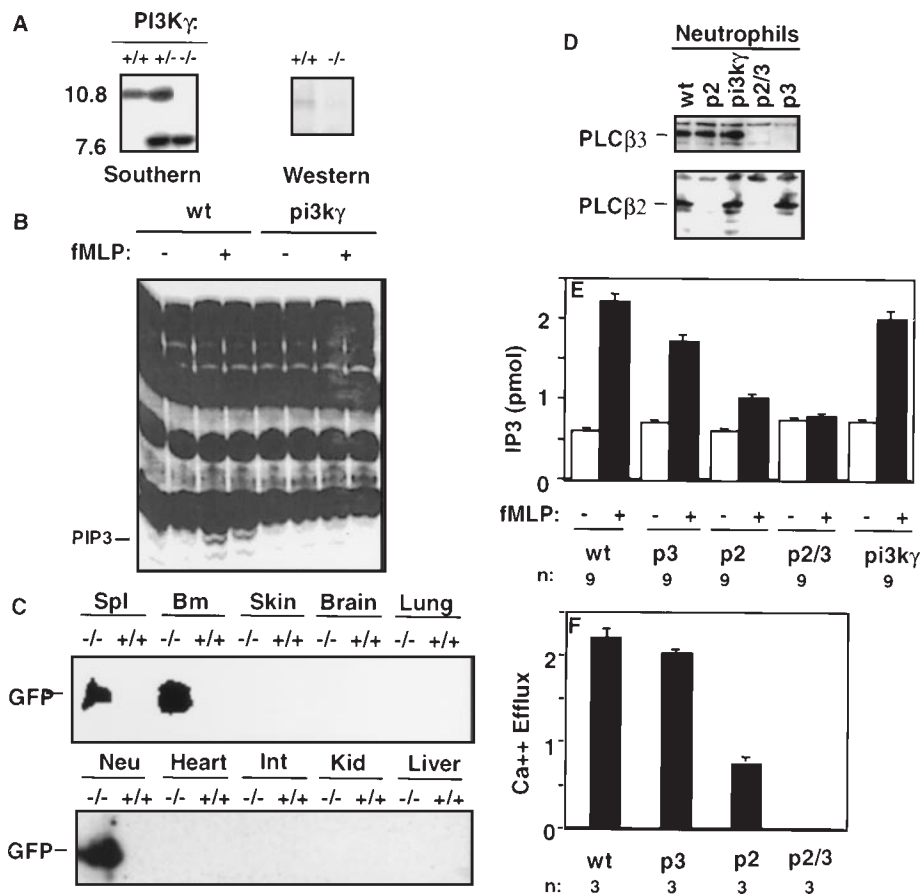 A
PI3Kγ:
+/+ +/- -/-
10.8
7.6
Southern
+/+ -/-
Western
B
wt pi3kγ
fMLP: - + - +
PIP3
C
Spl Bm Skin Brain Lung
-/- +/+ -/- +/+ -/- +/+ -/- +/+ -/- +/+
GFP
Neu Heart Int Kid Liver
-/- +/+ -/- +/+ -/- +/+ -/- +/+ -/- +/+
GFP
D
Neutrophils
wt p2 pi3kγ p2/3 p3
PLCβ3
PLCβ2
E
IP3 (pmol)
2
1
0
fMLP: - + - + - + - + - +
wt p3 p2 p2/3 pi3kγ
n: 9 9 9 9 9
F
Ca++ Efflux
2
1
0
wt p3 p2 p2/3
n: 3 3 3 3